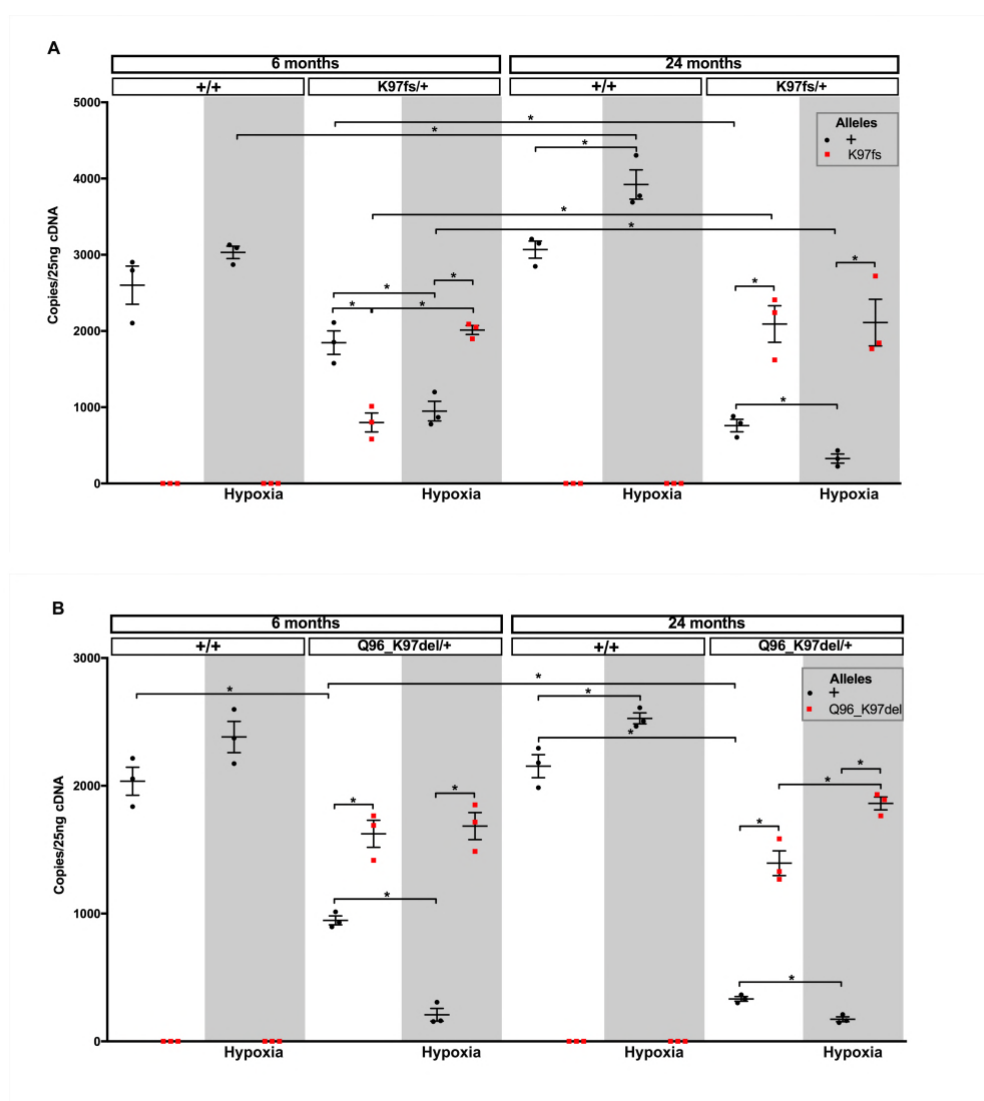 A
6 months
24 months
+/+
K97fs/+
+/+
K97fs/+
5000
4000
3000
2000
1000
0
Copies/25ng cDNA
Alleles
+
K97fs
*
*
*
*
*
*
*
*
*
*
*
*
Hypoxia
Hypoxia
Hypoxia
Hypoxia
B
6 months
24 months
+/+
Q96_K97del/+
+/+
Q96_K97del/+
3000
2000
1000
0
Copies/25ng cDNA
Alleles
+
Q96_K97del
*
*
*
*
*
*
*
*
*
*
*
Hypoxia
Hypoxia
Hypoxia
Hypoxia